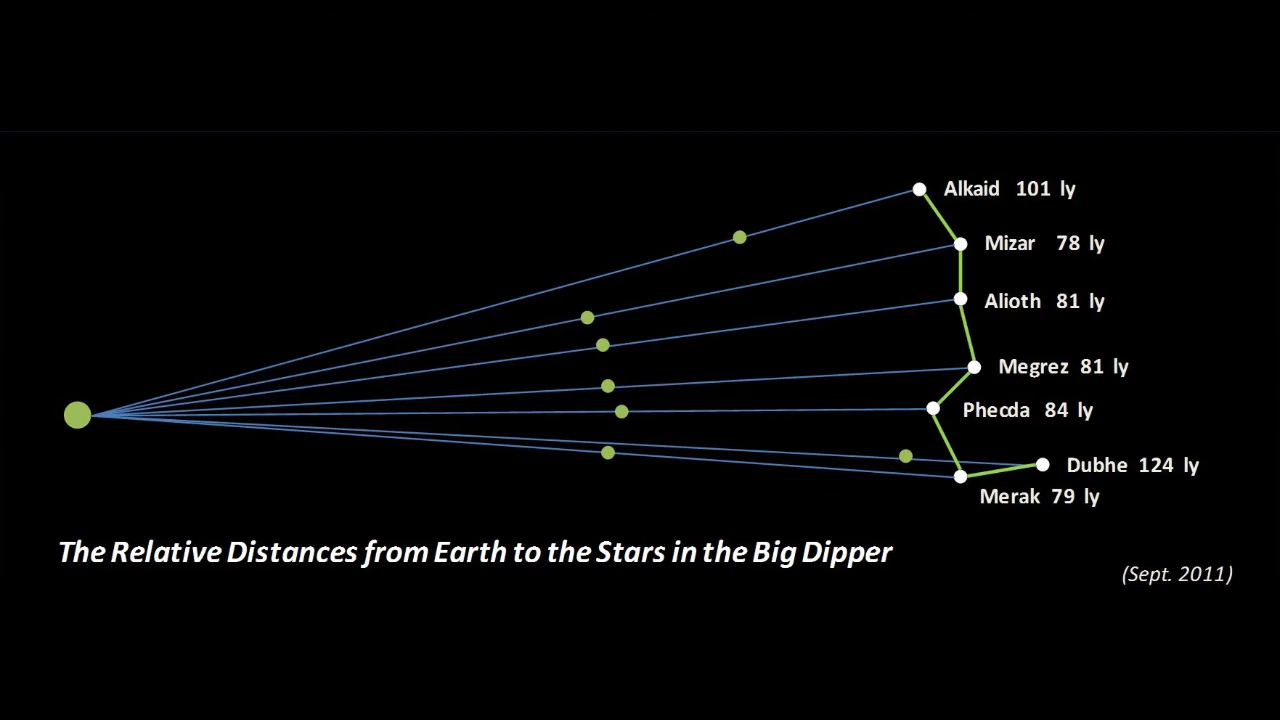 Alkaid 101 ly
Mizar 78 ly
Alioth 81 ly
Megrez 81 ly
Phecda 84 ly
Dubhe 124 ly
Merak 79 ly
The Relative Distances from Earth to the Stars in the Big Dipper
(Sept. 2011)